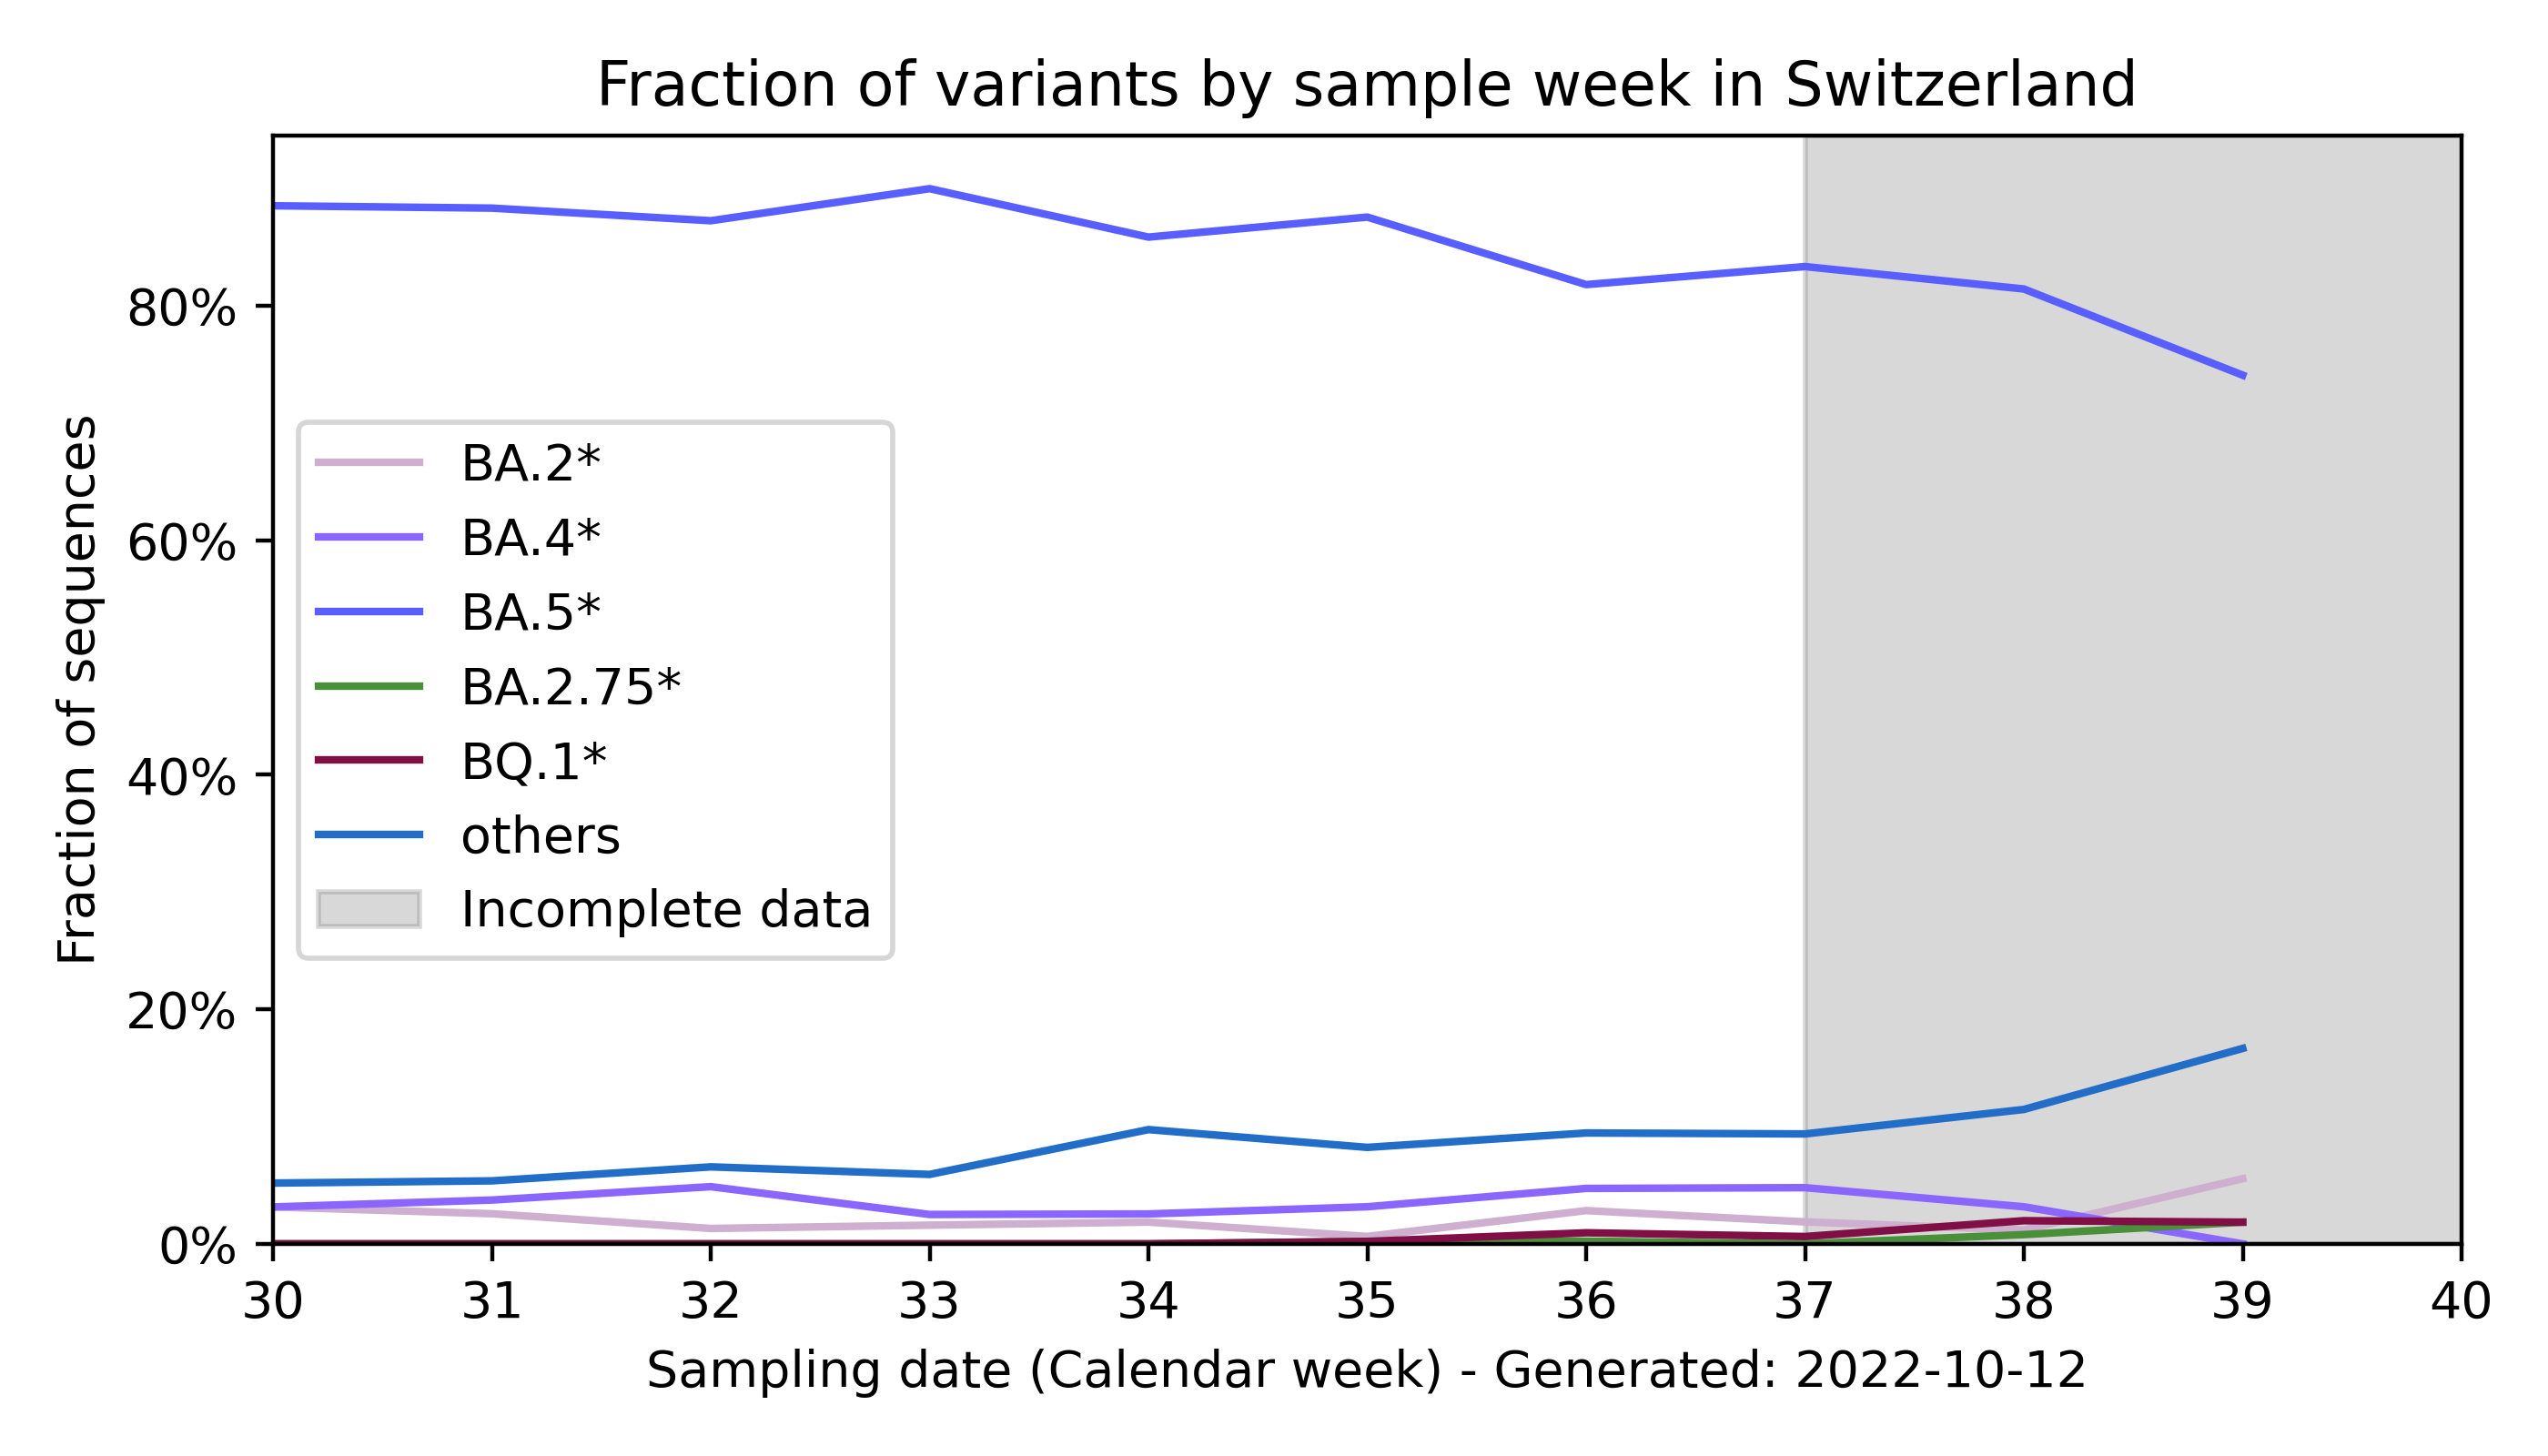 Fraction of variants by sample week in Switzerland
Fraction of sequences
80%
60%
40%
20%
0%
BA.2*
BA.4*
BA.5*
BA.2.75*
BQ.1*
others
Incomplete data
30 31 32 33 34 35 36 37 38 39 40
Sampling date (Calendar week) - Generated: 2022-10-12